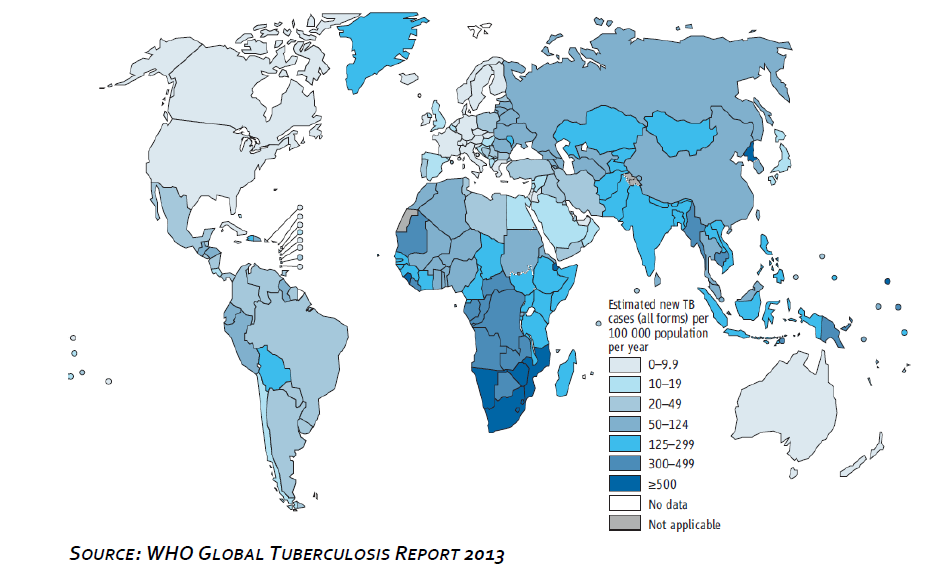 Estimated new TB
cases (all forms) per
100 000 population
per year
0–9.9
10–19
20–49
50–124
125–299
300–499
≥500
No data
Not applicable
SOURCE: WHO GLOBAL TUBERCULOSIS REPORT 2013